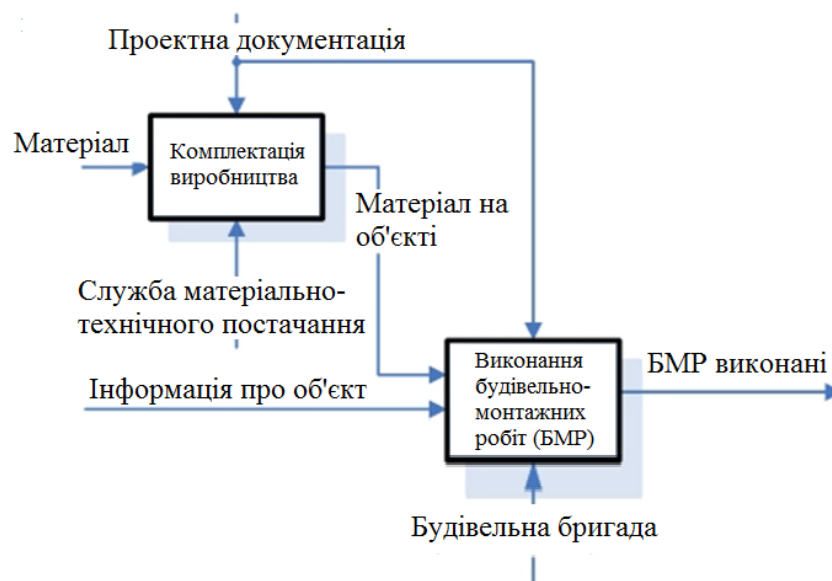 Проектна документація
Матеріал
Комплектація
виробництва
Матеріал на
об'єкті
Служба матеріально-
технічного постачання
Інформація про об'єкт
Виконання
будівельно-
монтажних
робіт (БМР)
БМР виконані
Будівельна бригада